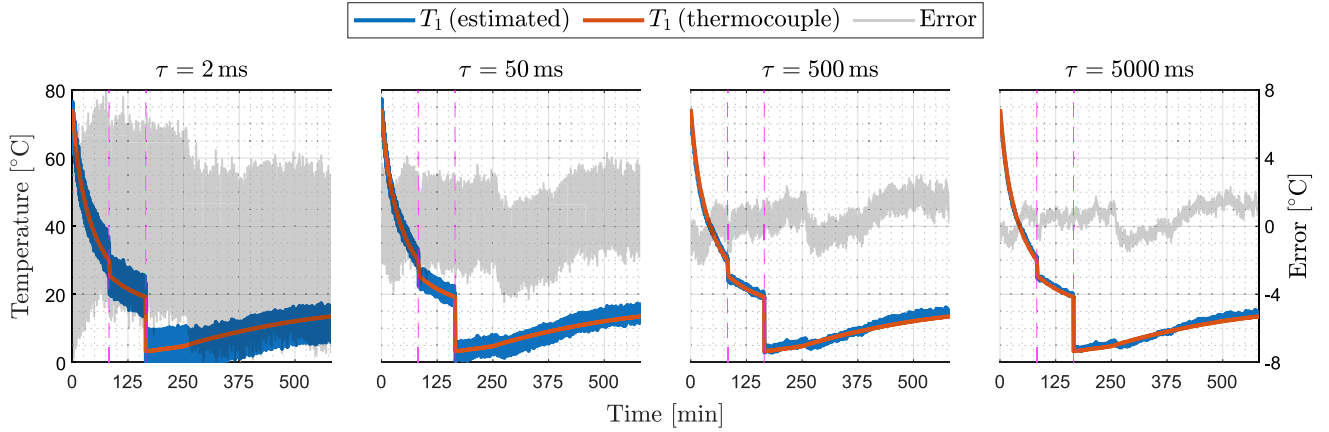 T₁ (estimated) T₁ (thermocouple) Error
τ = 2 ms τ = 50 ms τ = 500 ms τ = 5000 ms
Temperature [°C]
80
60
40
20
0
8
4
0
-4
-8
Error [°C]
0 125 250 375 500 0 125 250 375 500 0 125 250 375 500 0 125 250 375 500
Time [min]